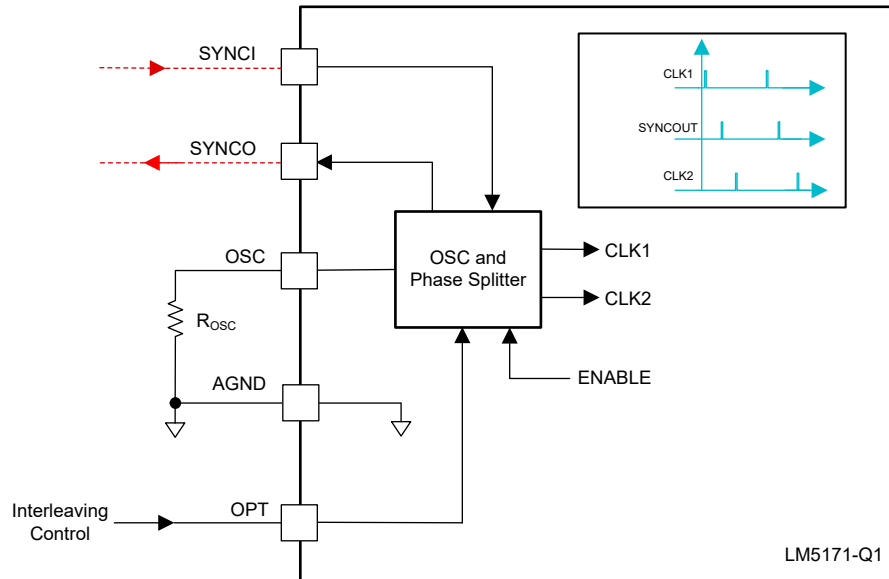 SYNCI
CLK1
SYNCOUT
CLK2
SYNCO
OSC
OSC and
Phase Splitter
CLK1
CLK2
ROSC
AGND
ENABLE
Interleaving
Control
OPT
LM5171-Q1